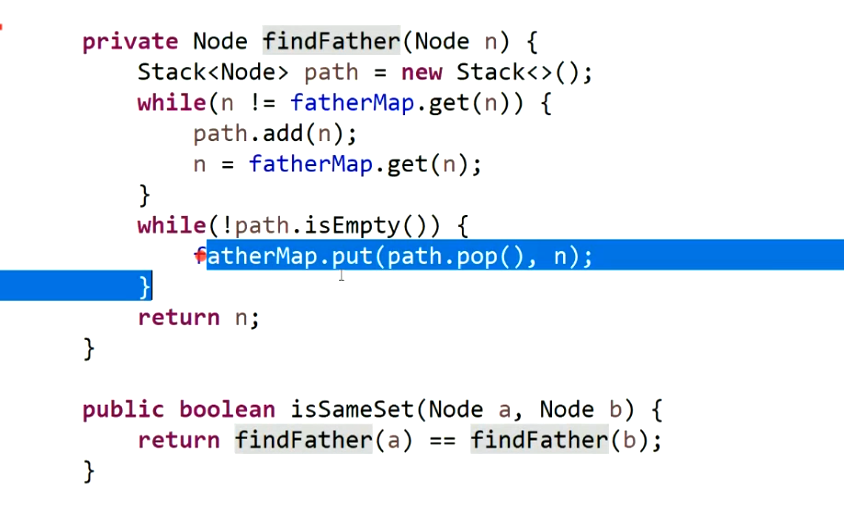 private Node findFather(Node n) {
Stack<Node> path = new Stack<>();
while(n != fatherMap.get(n)) {
path.add(n);
n = fatherMap.get(n);
}
while(!path.isEmpty()) {
fatherMap.put(path.pop(), n);
}
return n;
}
public boolean isSameSet(Node a, Node b) {
return findFather(a) == findFather(b);
}